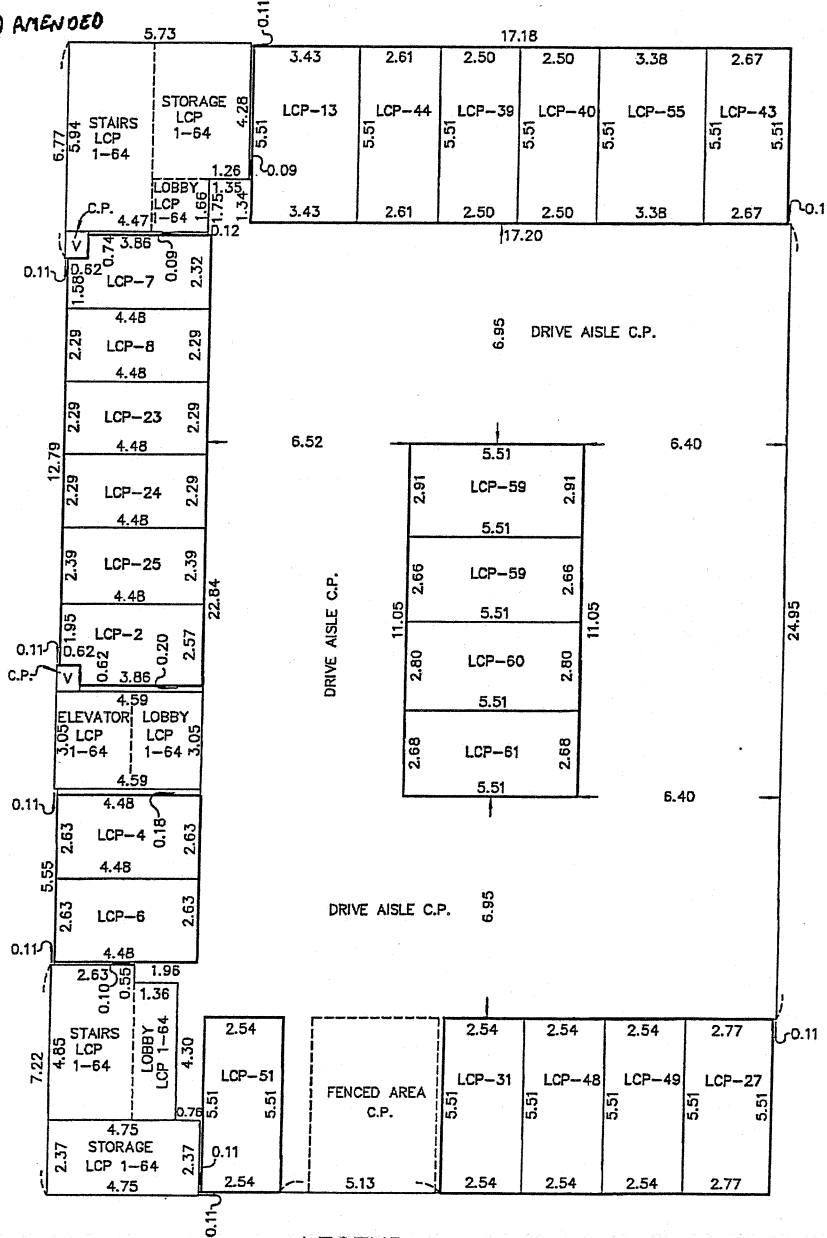 AMENDED
5.73
0.11
17.18
3.43 2.61 2.50 2.50 3.38 2.67
STORAGE
LCP
1-64
4.28
STAIRS
LCP
1-64
6.77
5.94
LCP-13 LCP-44 LCP-39 LCP-40 LCP-55 LCP-43
5.51 5.51 5.51 5.51 5.51 5.51 5.51
1.26
0.09
LOBBY
LCP
1-64
1.66
1.35
1.75
1.34
C.P.
4.47
0.12
3.43 2.61 2.50 2.50 3.38 2.67
0.1
17.20
V
3.86
0.74
0.09
0.11
0.62
1.58
LCP-7
2.32
4.48
2.29 LCP-8 2.29
4.48
2.29 LCP-23 2.29
4.48
12.79
2.29 LCP-24 2.29
4.48
2.39 LCP-25 2.39
4.48
22.84
1.95 LCP-2 2.57
0.11
0.62
0.62
0.20
C.P.
V
3.86
6.95
DRIVE AISLE C.P.
6.52
6.40
5.51
2.91 LCP-59 2.91
5.51
2.66 LCP-59 2.66
5.51
11.05
11.05
2.80 LCP-60 2.80
5.51
2.68 LCP-61 2.68
5.51
DRIVE AISLE C.P.
24.95
6.40
4.59
ELEVATOR
LCP
1-64
3.05
LOBBY
LCP
1-64
3.05
4.59
0.11
4.48
0.18
2.63 LCP-4 2.63
4.48
5.55
2.63 LCP-6 2.63
4.48
0.11
DRIVE AISLE C.P.
6.95
2.63
0.10
0.55
1.96
1.36
7.22
4.85
STAIRS
LCP
1-64
LOBBY
LCP 1-64
4.30
0.76
4.75
2.37
STORAGE
LCP 1-64
2.37
4.75
0.11
0.11
2.54
LCP-51
5.51 5.51
2.54
FENCED AREA
C.P.
5.13
2.54 2.54 2.54 2.77
0.11
LCP-31 LCP-48 LCP-49 LCP-27
5.51 5.51 5.51 5.51 5.51
2.54 2.54 2.54 2.77